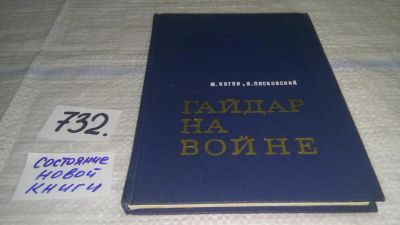 М. КОТОВ, В. ЛЯСКОВСКИЙ
ГАЙДАР
НА
ВОЙНЕ
732.
СОСТОЯНИЕ
НОВОЙ
КНИГИ